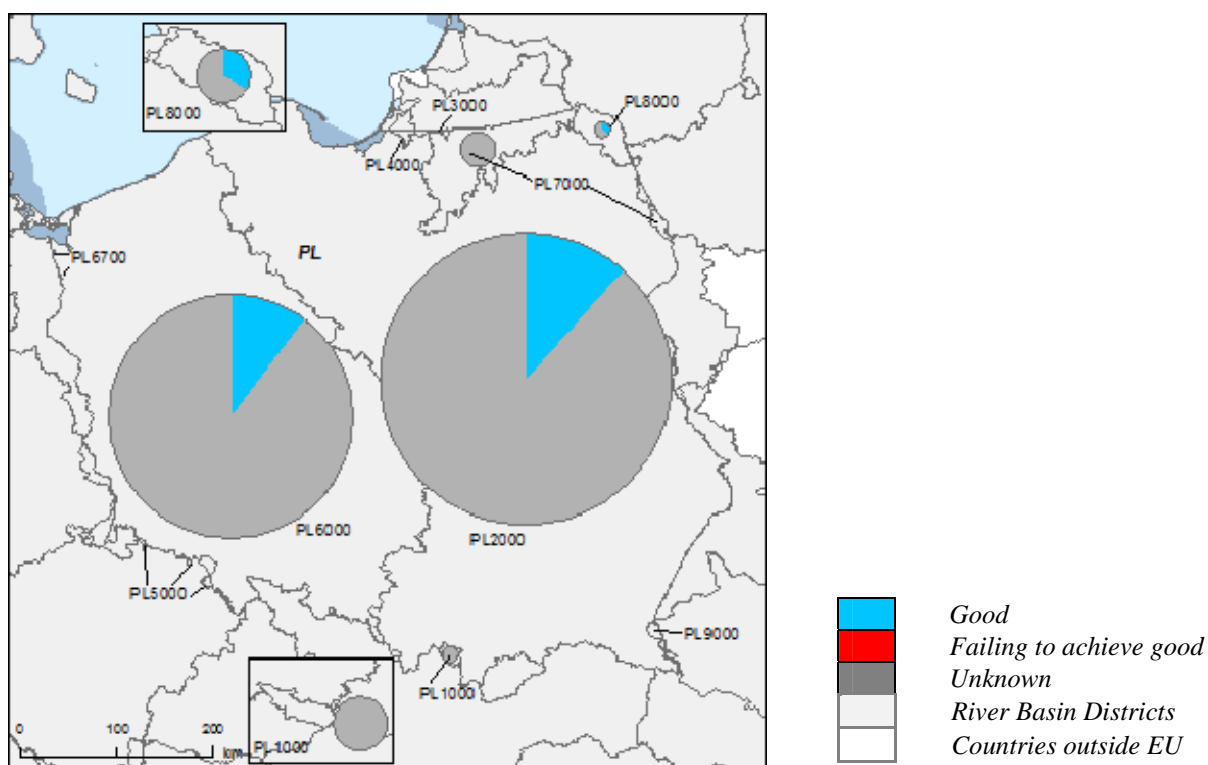 PL8000
PL3000
PL8000
PL4000
PL7000
PL6700
PL
PL6000
PL2000
PL5000
PL9000
PL1000
PL1000
0 100 200
km
Good
Failing to achieve good
Unknown
River Basin Districts
Countries outside EU